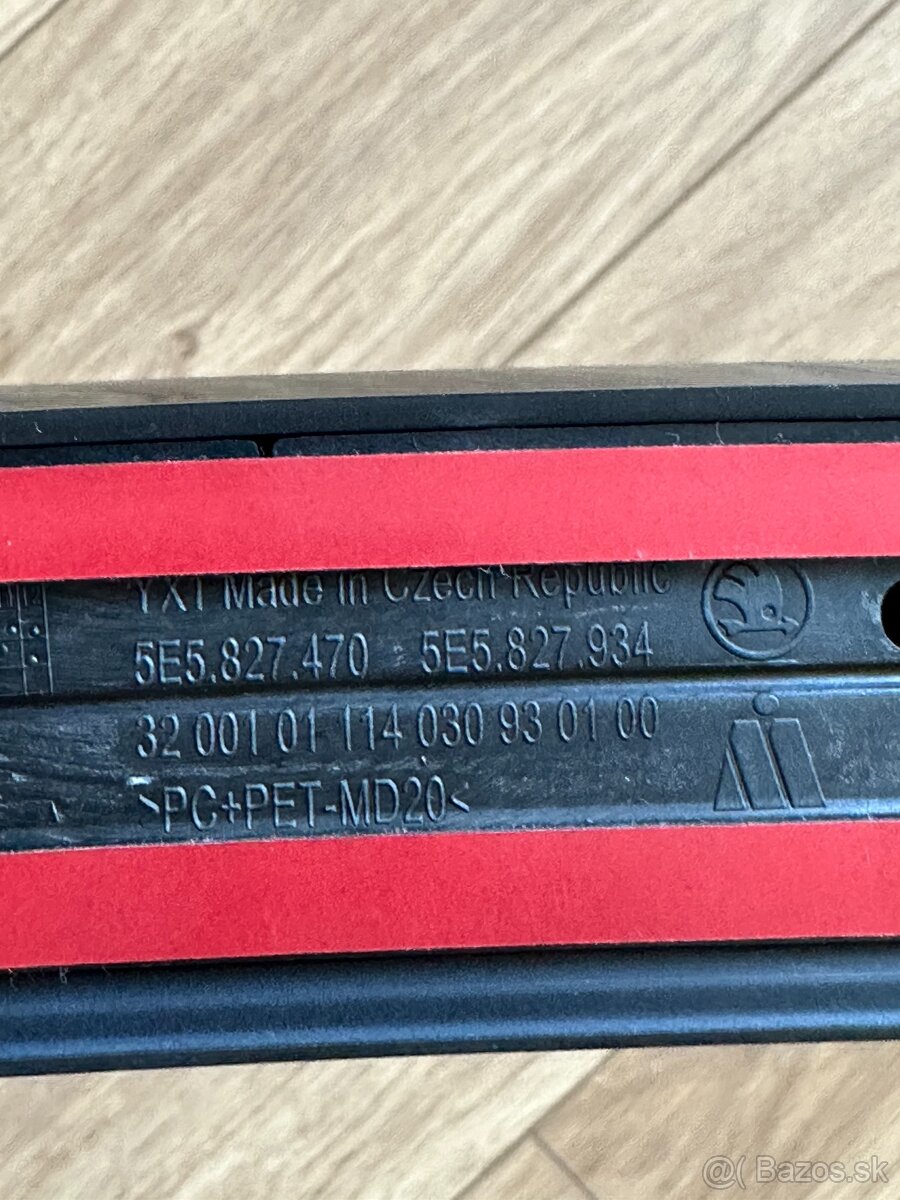 YXT Made in Czech Republic
5E5.827.470 5E5.827.934
32 001 01 114 030 93 01 00
>PC+PET-MD20<
@( Bazos.sk